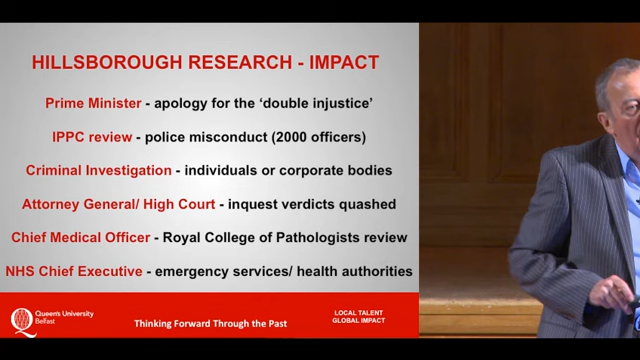 HILLSBOROUGH RESEARCH - IMPACT
Prime Minister - apology for the ‘double injustice’
IPPC review - police misconduct (2000 officers)
Criminal Investigation - individuals or corporate bodies
Attorney General/ High Court - inquest verdicts quashed
Chief Medical Officer - Royal College of Pathologists review
NHS Chief Executive - emergency services/ health authorities
Queen's University
Belfast
Thinking Forward Through the Past
LOCAL TALENT
GLOBAL IMPACT